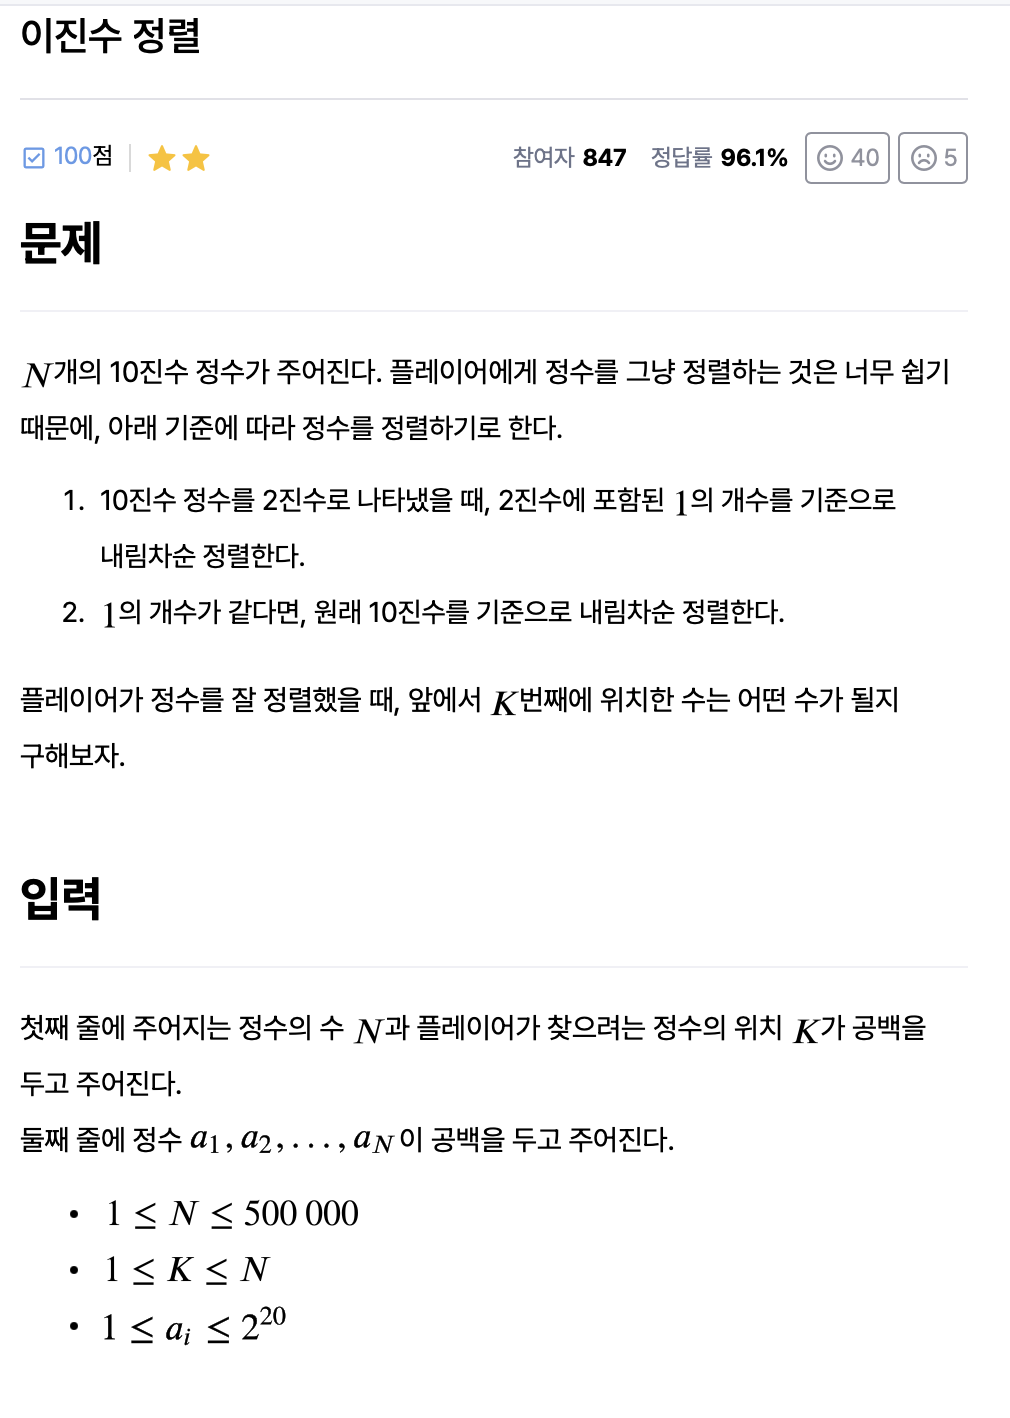 이진수 정렬
100점
참여자 847 정답률 96.1% 40 5
문제
N개의 10진수 정수가 주어진다. 플레이어에게 정수를 그냥 정렬하는 것은 너무 쉽기
때문에, 아래 기준에 따라 정수를 정렬하기로 한다.
1. 10진수 정수를 2진수로 나타냈을 때, 2진수에 포함된 1의 개수를 기준으로
내림차순 정렬한다.
2. 1의 개수가 같다면, 원래 10진수를 기준으로 내림차순 정렬한다.
플레이어가 정수를 잘 정렬했을 때, 앞에서 K번째에 위치한 수는 어떤 수가 될지
구해보자.
입력
첫째 줄에 주어지는 정수의 수 N과 플레이어가 찾으려는 정수의 위치 K가 공백을
두고 주어진다.
둘째 줄에 정수 a₁, a₂, . . . , a_N 이 공백을 두고 주어진다.
• 1 ≤ N ≤ 500 000
• 1 ≤ K ≤ N
• 1 ≤ aᵢ ≤ 2²⁰